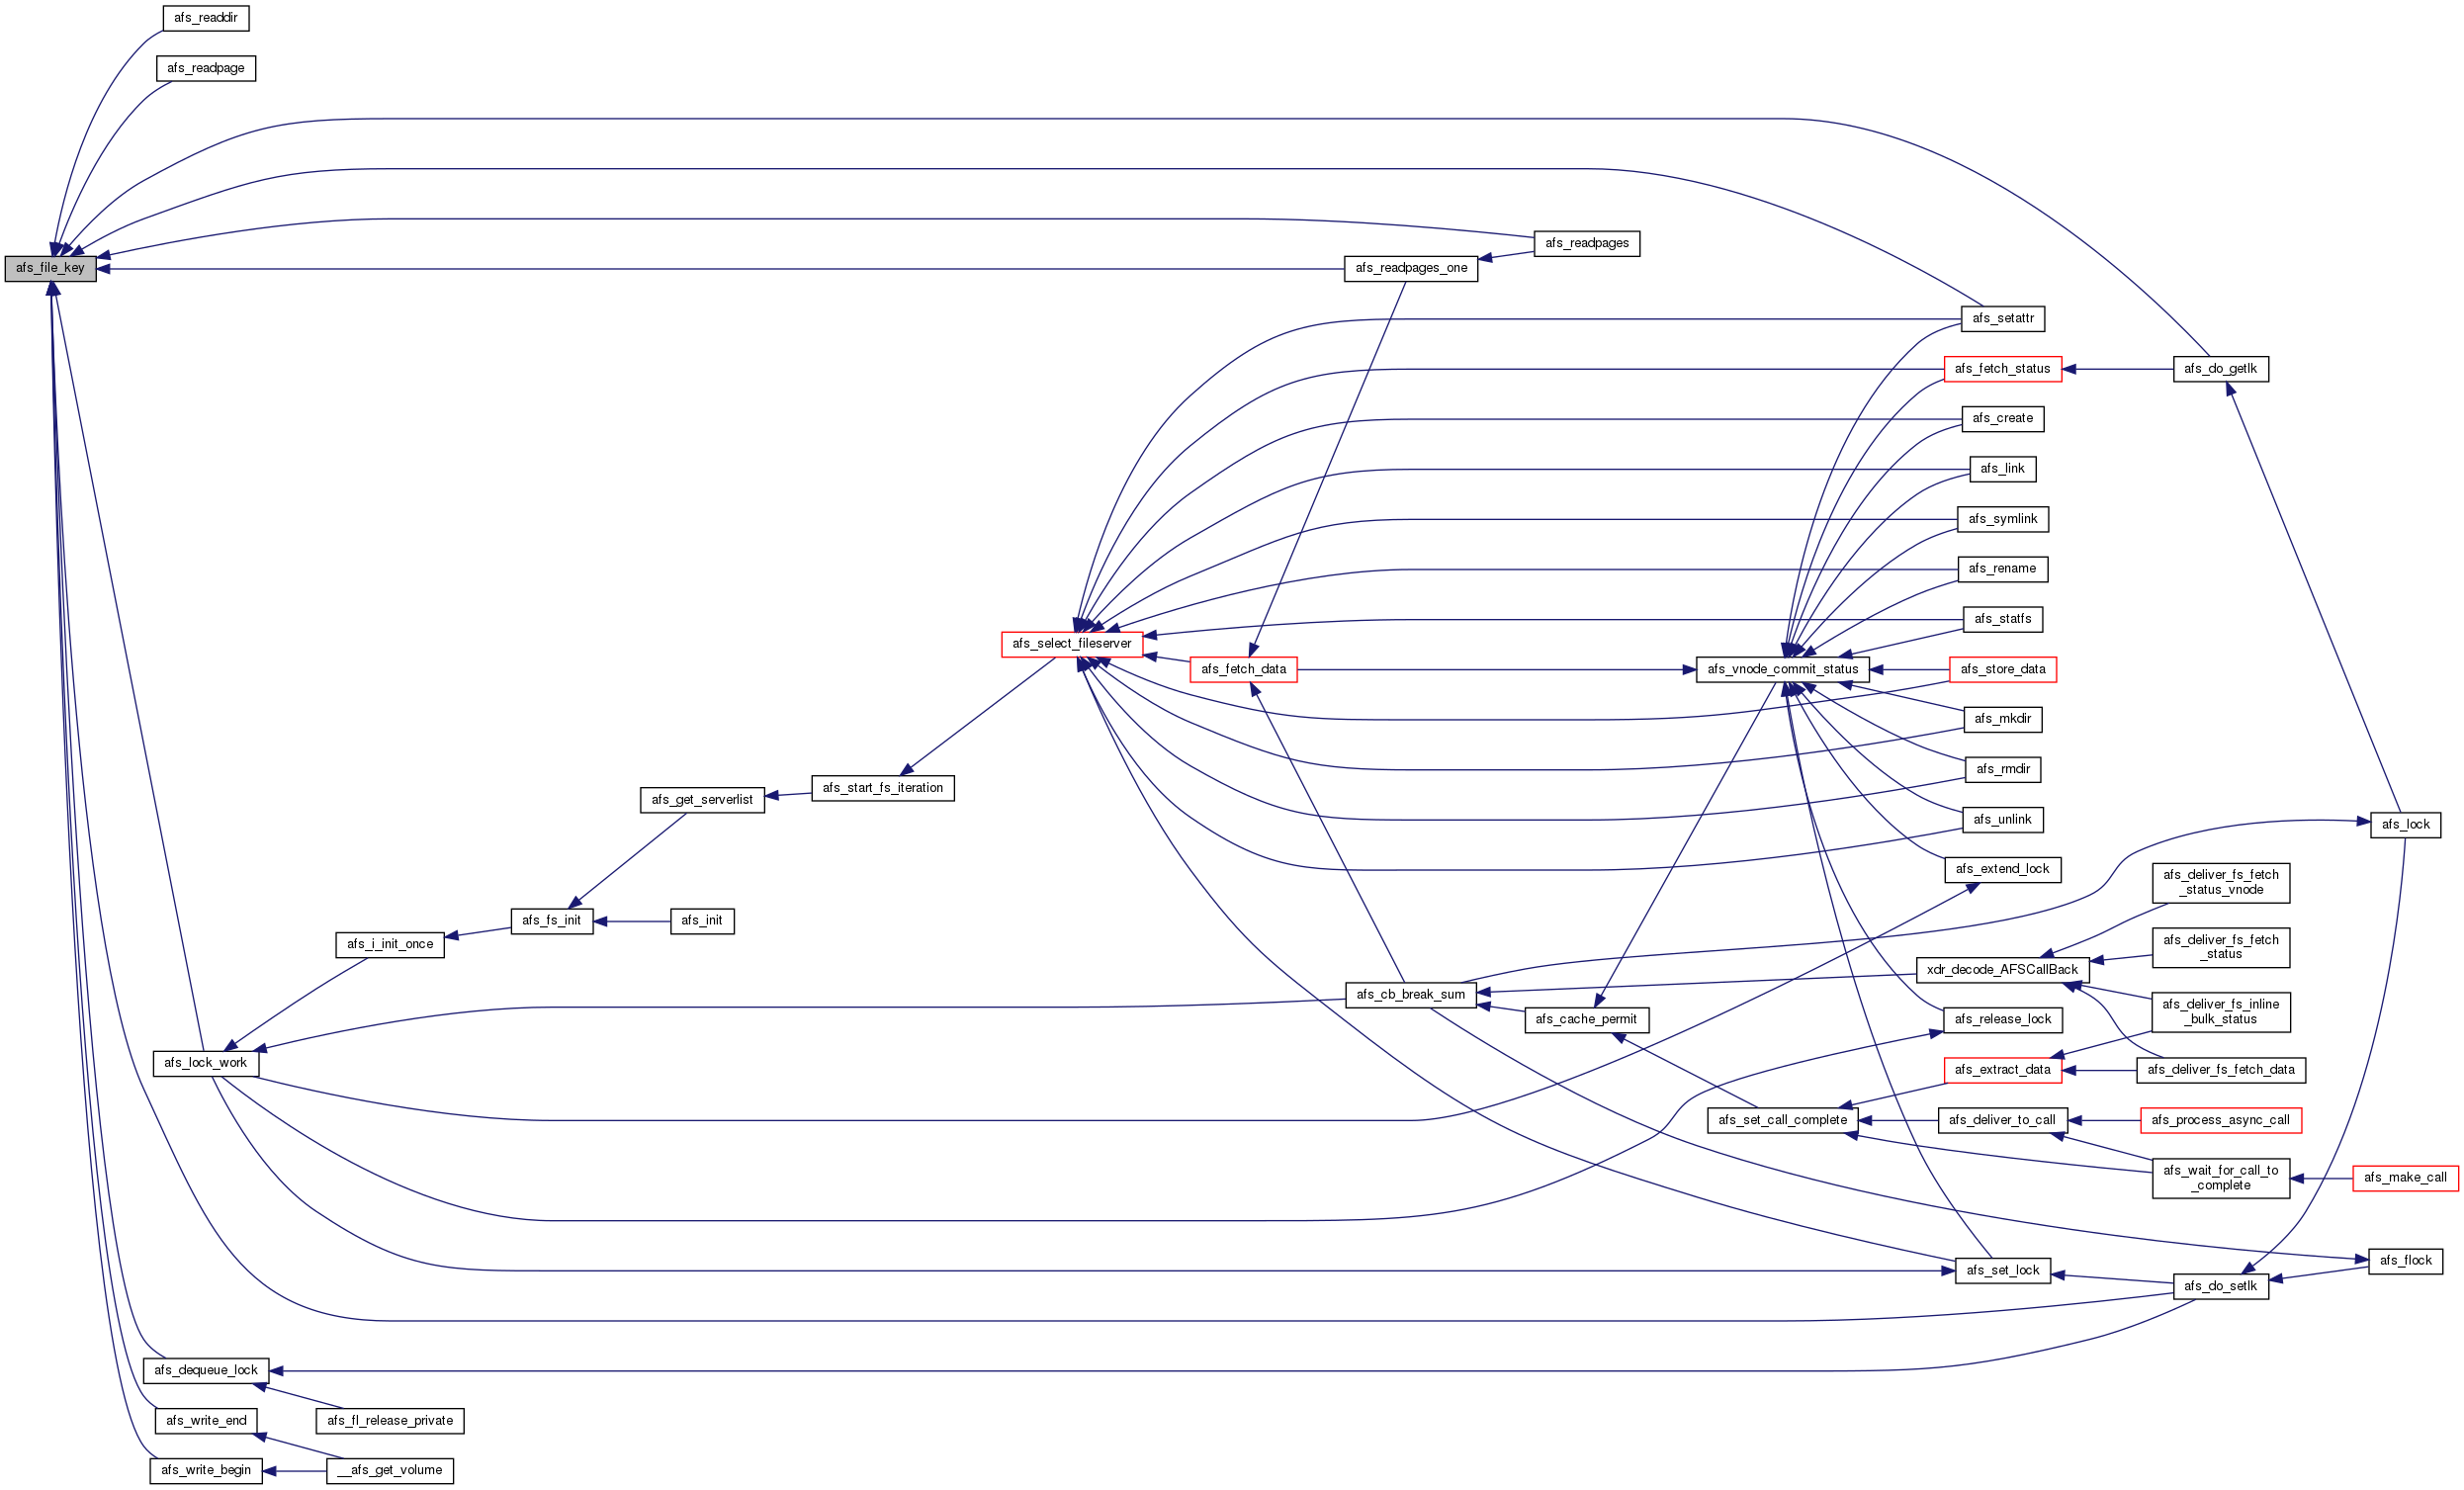 afs_readdir
afs_readpage
afs_file_key
afs_readpages
afs_readpages_one
afs_setattr
afs_fetch_status
afs_do_getlk
afs_create
afs_link
afs_symlink
afs_rename
afs_statfs
afs_select_fileserver
afs_fetch_data
afs_vnode_commit_status
afs_store_data
afs_mkdir
afs_rmdir
afs_start_fs_iteration
afs_get_serverlist
afs_unlink
afs_lock
afs_extend_lock
afs_deliver_fs_fetch
_status_vnode
afs_fs_init
afs_init
afs_i_init_once
afs_deliver_fs_fetch
_status
xdr_decode_AFSCallBack
afs_cb_break_sum
afs_cache_permit
afs_release_lock
afs_deliver_fs_inline
_bulk_status
afs_lock_work
afs_extract_data
afs_deliver_fs_fetch_data
afs_set_call_complete
afs_deliver_to_call
afs_process_async_call
afs_wait_for_call_to
_complete
afs_make_call
afs_set_lock
afs_do_setlk
afs_flock
afs_dequeue_lock
afs_fl_release_private
afs_write_end
afs_write_begin
__afs_get_volume